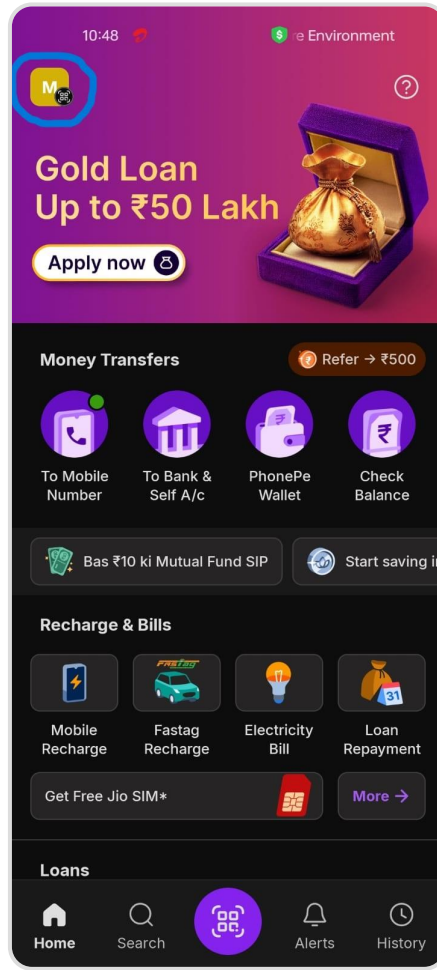 10:48
re Environment
M
Gold Loan
Up to ₹50 Lakh
Apply now
Money Transfers
Refer → ₹500
To Mobile
Number
To Bank &
Self A/c
PhonePe
Wallet
Check
Balance
Bas ₹10 ki Mutual Fund SIP
Start saving i
Recharge & Bills
FASTag
31
Mobile
Recharge
Fastag
Recharge
Electricity
Bill
Loan
Repayment
Get Free Jio SIM*
More →
Loans
Home
Search
Alerts
History